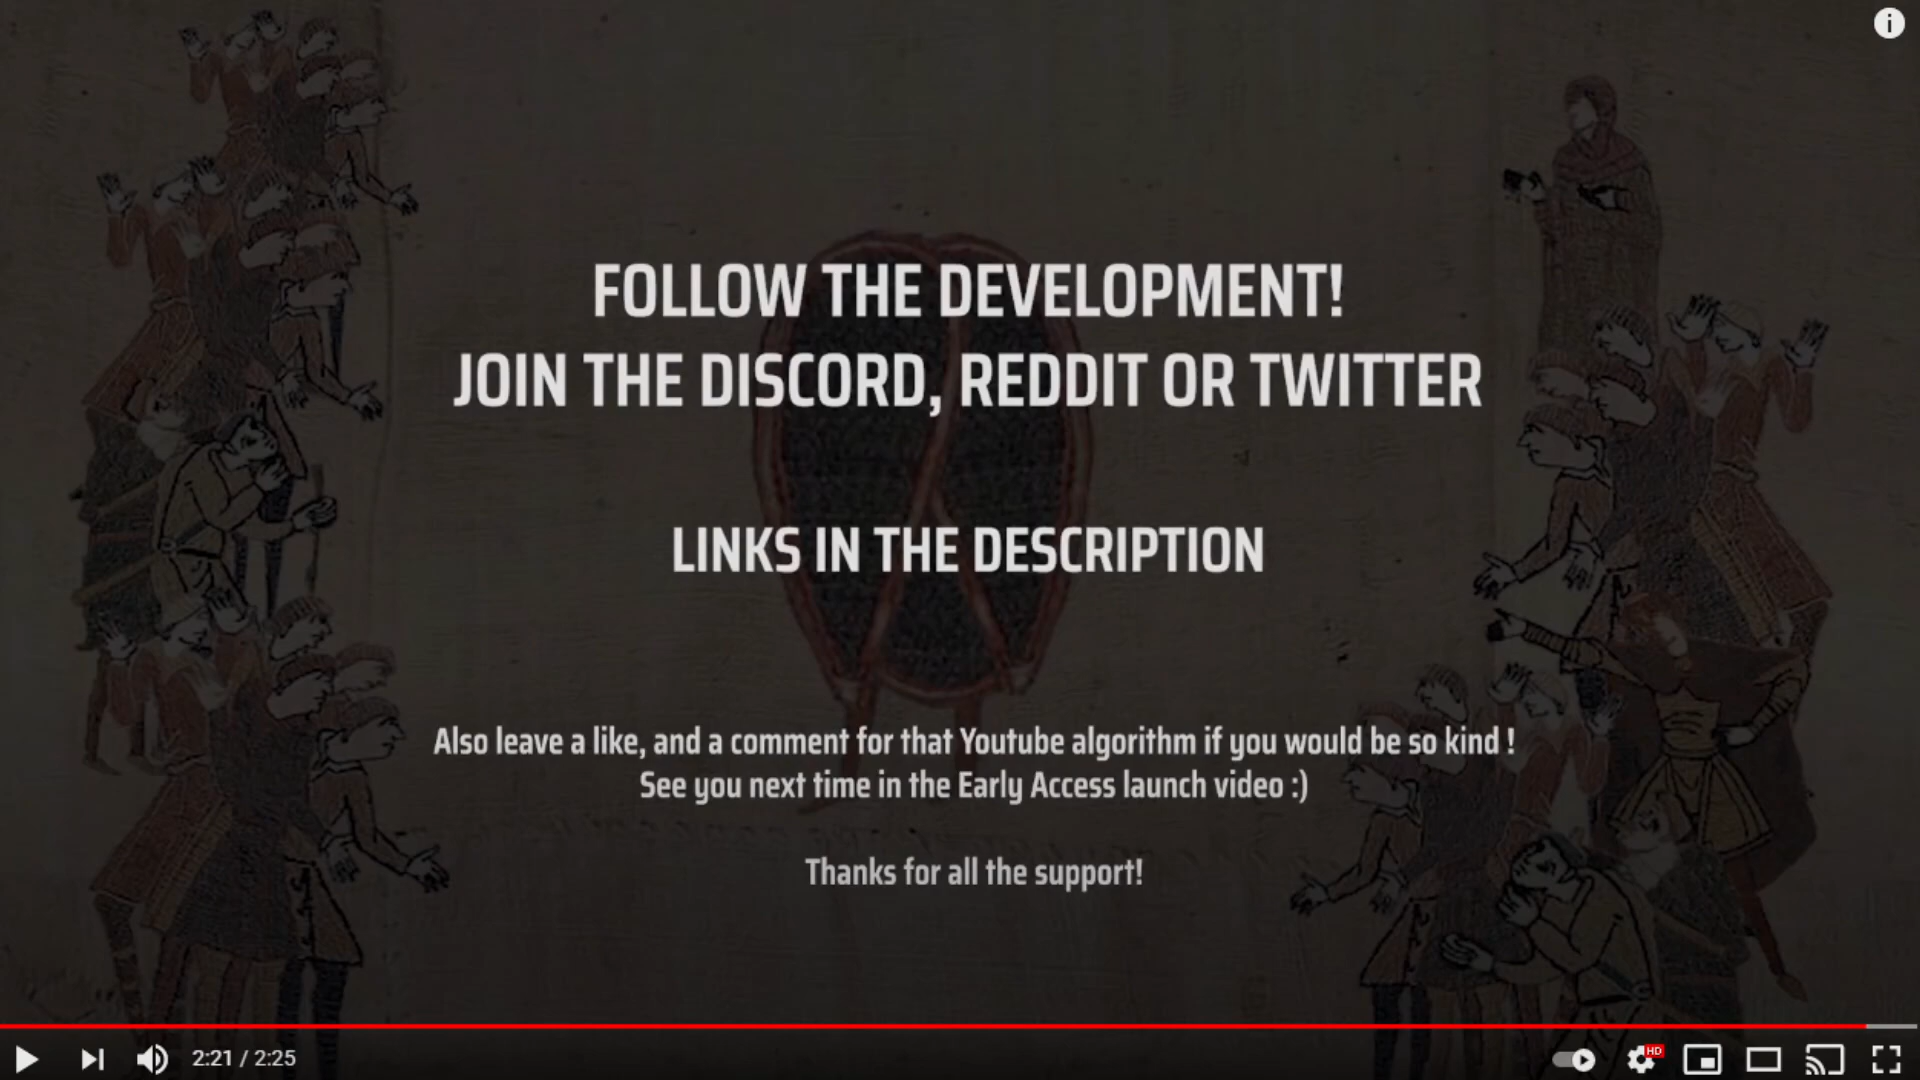 FOLLOW THE DEVELOPMENT!
JOIN THE DISCORD, REDDIT OR TWITTER
LINKS IN THE DESCRIPTION
Also leave a like, and a comment for that Youtube algorithm if you would be so kind !
See you next time in the Early Access launch video :)
Thanks for all the support!
2:21 / 2:25
HD